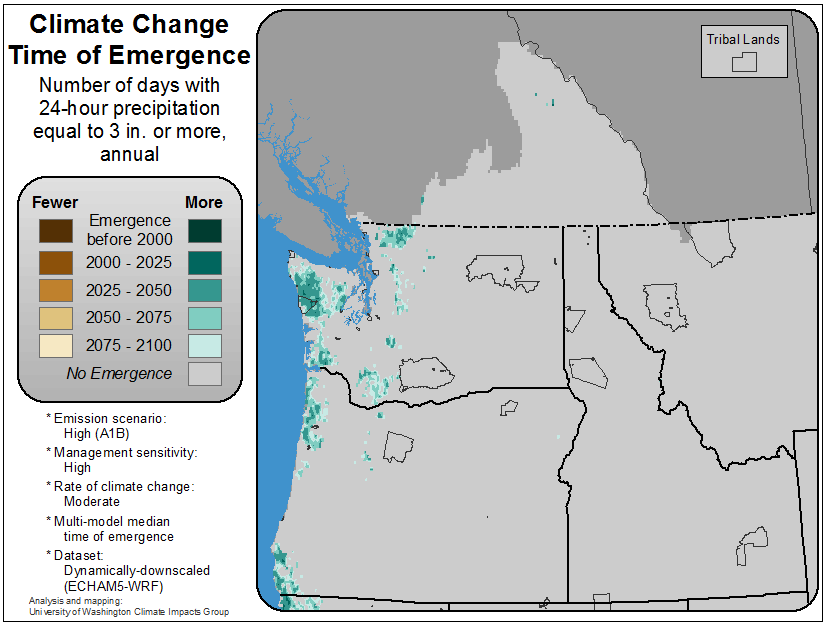 Climate Change
Time of Emergence
Number of days with
24-hour precipitation
equal to 3 in. or more,
annual
Fewer More
Emergence
before 2000
2000 - 2025
2025 - 2050
2050 - 2075
2075 - 2100
No Emergence
* Emission scenario:
High (A1B)
* Management sensitivity:
High
* Rate of climate change:
Moderate
* Multi-model median
time of emergence
* Dataset:
Dynamically-downscaled
(ECHAM5-WRF)
Analysis and mapping:
University of Washington Climate Impacts Group
Tribal Lands